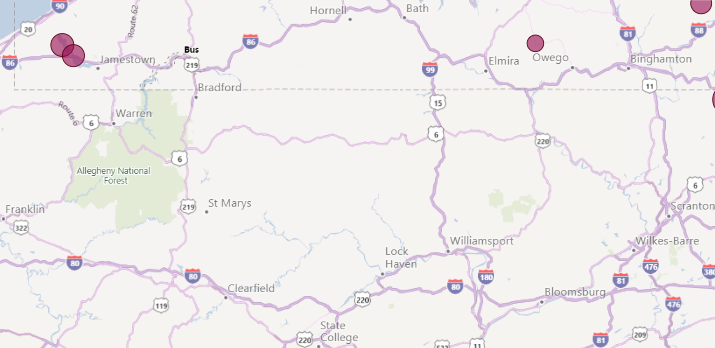 90
20
Route 62
Hornell
Bath
Bus
219
86
86
Jamestown
99
Elmira
Owego
Binghamton
81
88
Bradford
15
11
Route 6
6
Warren
6
220
6
Allegheny National
Forest
6
Franklin
322
219
St Marys
Scranton
Williamsport
Wilkes-Barre
Lock
Haven
80
80
Clearfield
80
180
81
476
380
Bloomsburg
119
220
State
College
220
322
11
81
209
476